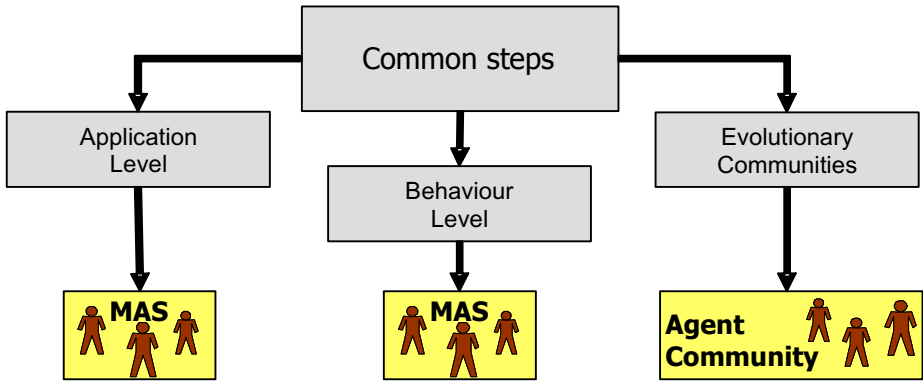 Common steps
Application
Level
Behaviour
Level
Evolutionary
Communities
MAS
MAS
Agent
Community